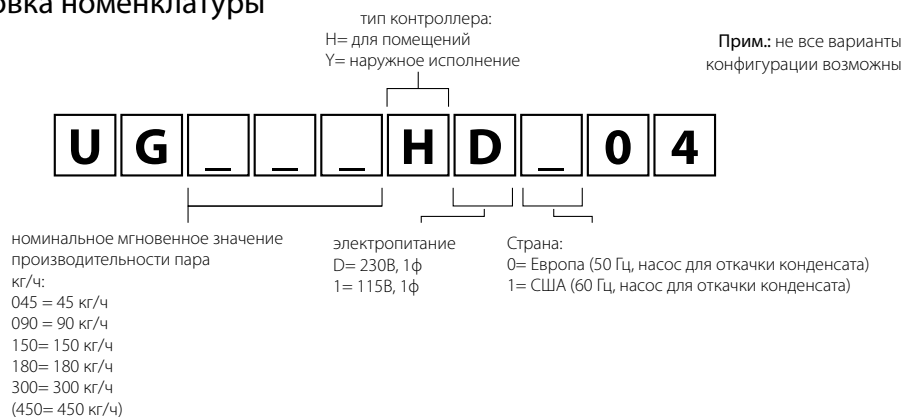 овка номенклатуры
тип контроллера:
H= для помещений
Y= наружное исполнение
Прим.: не все варианты
конфигурации возможны
U G _ _ _ H D _ 0 4
номинальное мгновенное значение
производительности пара
кг/ч:
045 = 45 кг/ч
090 = 90 кг/ч
150= 150 кг/ч
180= 180 кг/ч
300= 300 кг/ч
(450= 450 кг/ч)
электропитание
D= 230В, 1ф
1= 115В, 1ф
Страна:
0= Европа (50 Гц, насос для откачки конденсата)
1= США (60 Гц, насос для откачки конденсата)